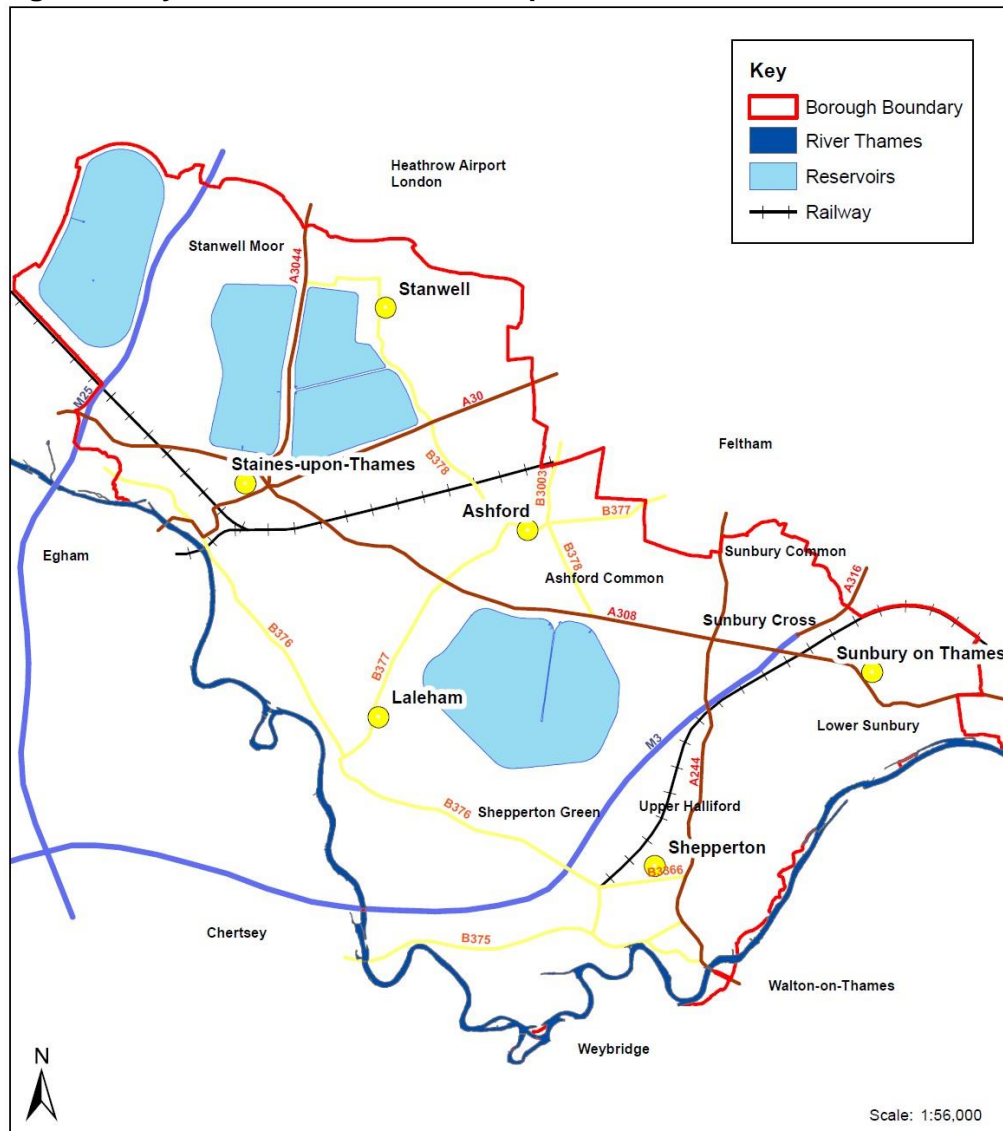 Key
Borough Boundary
River Thames
Reservoirs
Railway
Heathrow Airport
London
Stanwell Moor
A3044
Stanwell
M25
A30
Feltham
Staines-upon-Thames
B378
B3003
B377
Ashford
Egham
B378
Ashford Common
Sunbury Common
A316
A308
Sunbury Cross
B376
B377
Sunbury on Thames
Laleham
Lower Sunbury
M3
A244
B376
Shepperton Green
Upper Halliford
Shepperton
B3366
Chertsey
B375
Walton-on-Thames
Weybridge
N
Scale: 1:56,000